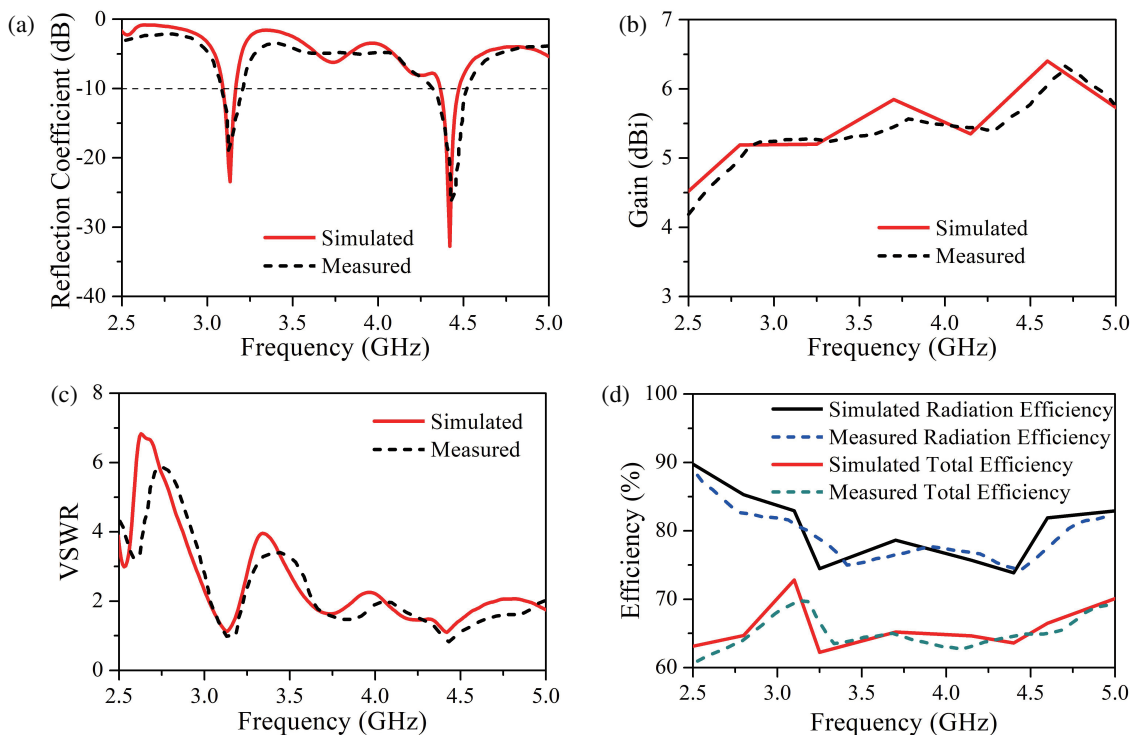 (a)
Reflection Coefficient (dB)
0
-10
-20
-30
-40
Simulated
Measured
2.5 3.0 3.5 4.0 4.5 5.0
Frequency (GHz)
(b)
Gain (dBi)
7
6
5
4
3
Simulated
Measured
2.5 3.0 3.5 4.0 4.5 5.0
Frequency (GHz)
(c)
VSWR
8
6
4
2
0
Simulated
Measured
2.5 3.0 3.5 4.0 4.5 5.0
Frequency (GHz)
(d)
Efficiency (%)
100
90
80
70
60
Simulated Radiation Efficiency
Measured Radiation Efficiency
Simulated Total Efficiency
Measured Total Efficiency
2.5 3.0 3.5 4.0 4.5 5.0
Frequency (GHz)